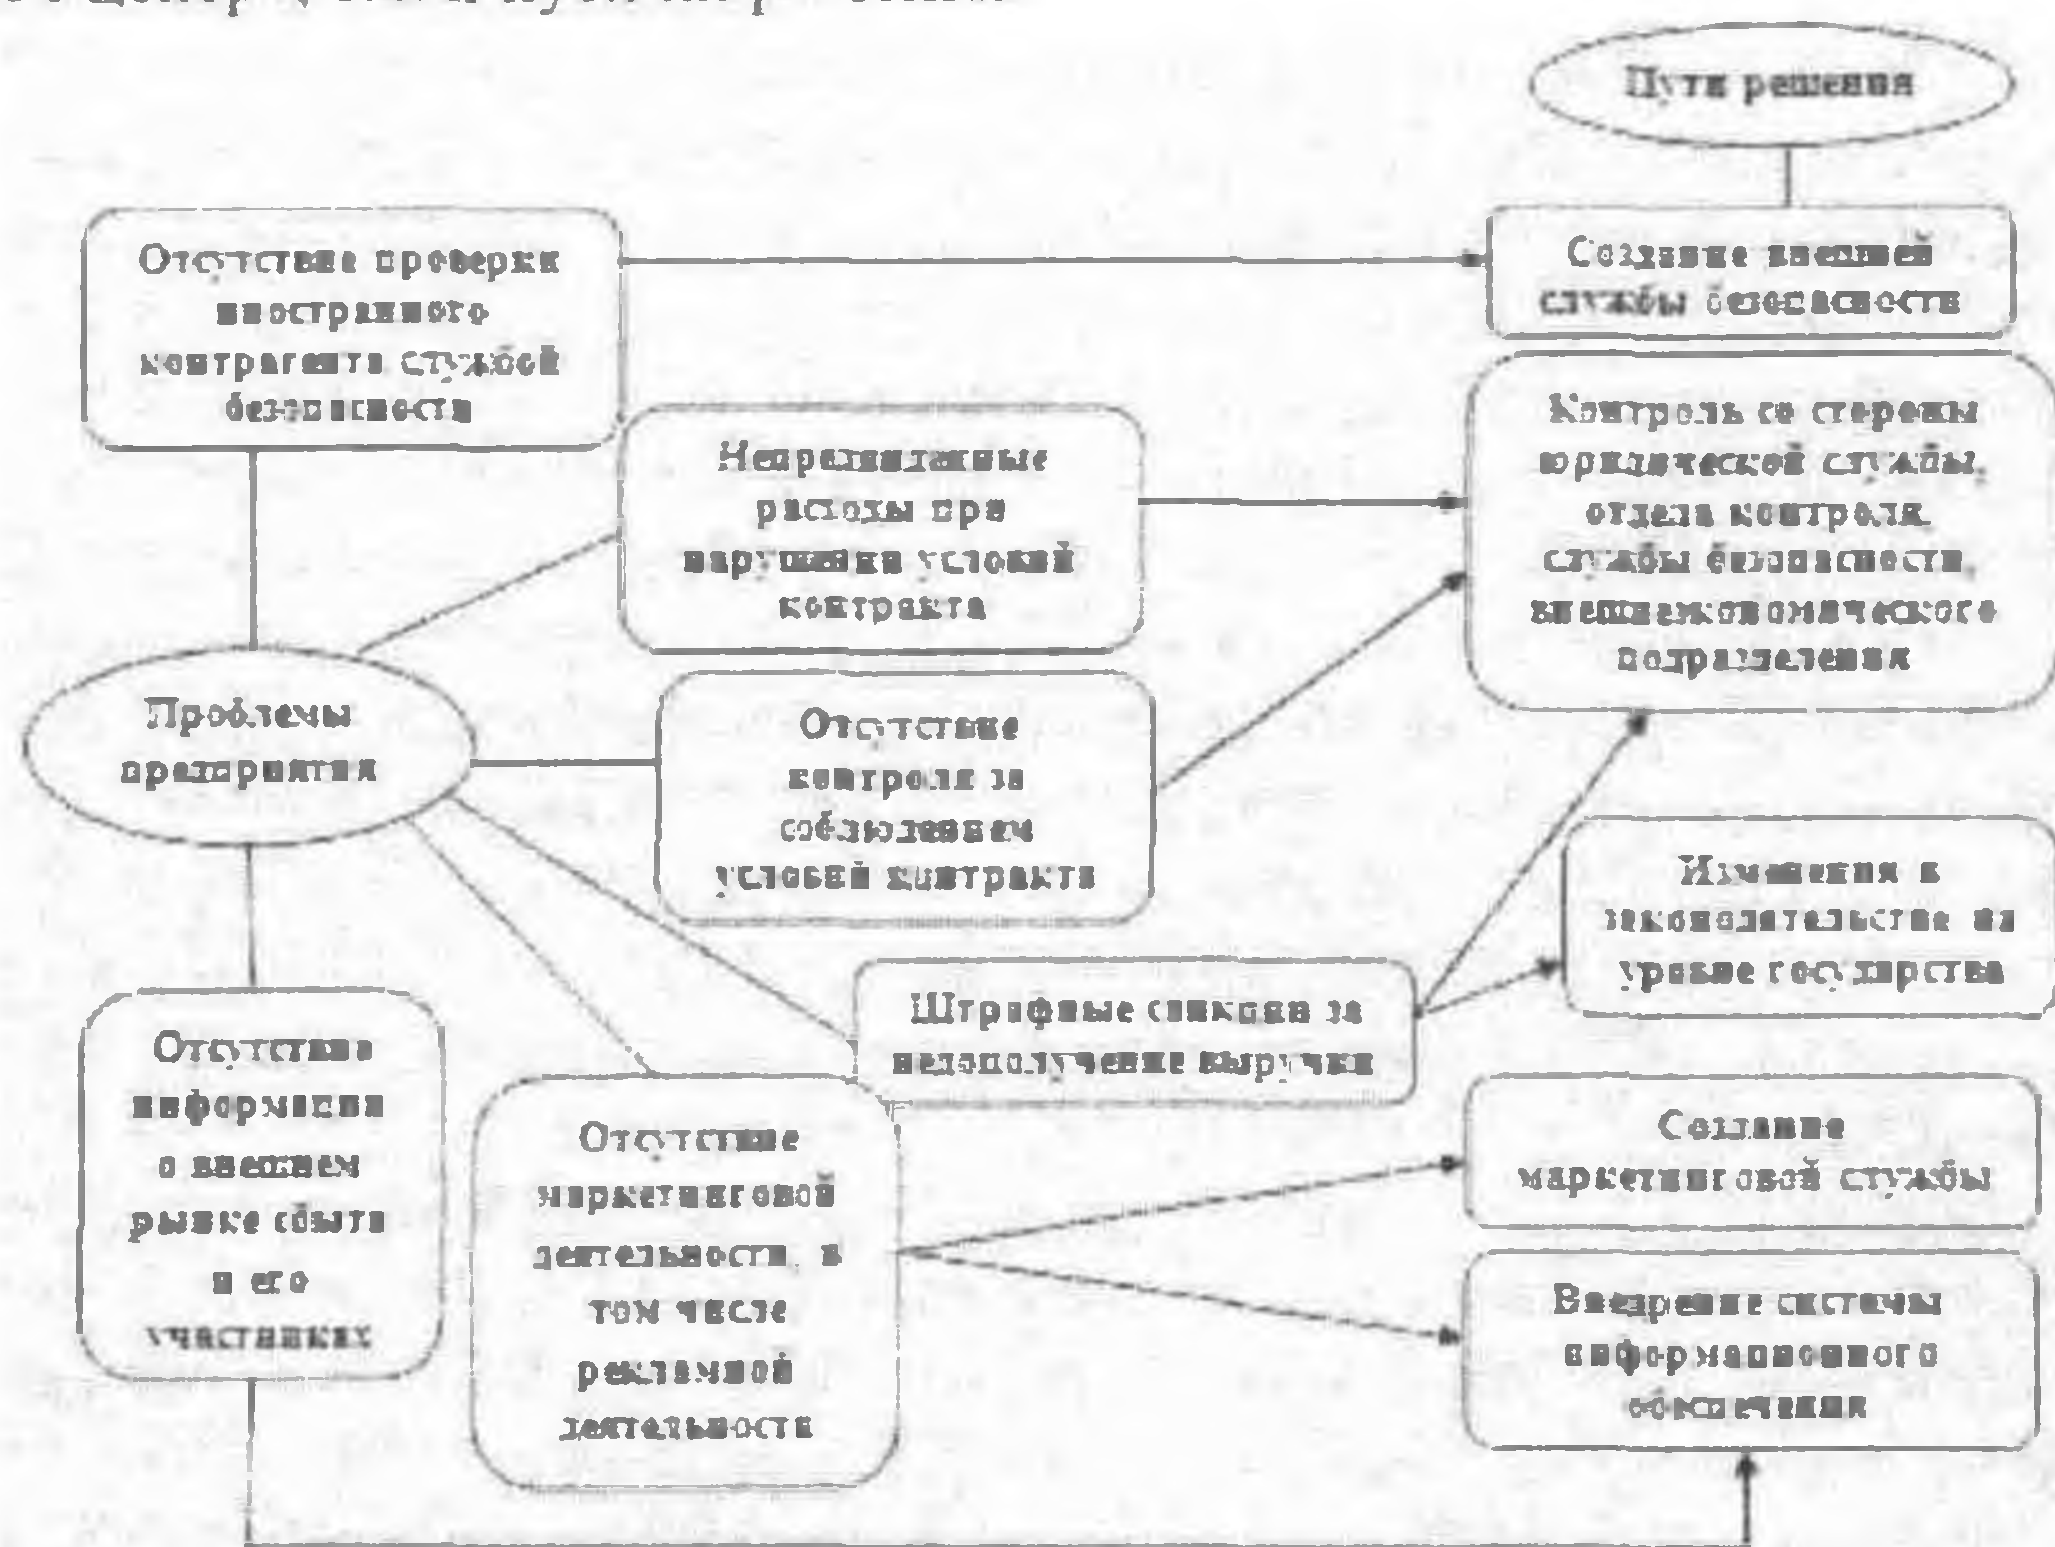 Пути решения
Отсутствие проверки
иностранного
контрагента службой
безопасности
Создание внешней
службы безопасности
Непредвиденные
расходы при
нарушении условий
контракта
Контроль со стороны
юридической службы,
отдела контроля,
службы безопасности,
внешнеэкономического
подразделения
Проблемы
предприятия
Отсутствие
контроля за
соблюдением
условий контракта
Изменения в
законодательстве на
уровне государства
Штрафные санкции за
недополучение выручки
Отсутствие
информации
о внешнем
рынке сбыта
и его
участниках
Отсутствие
маркетинговой
деятельности, в
том числе
рекламной
деятельности
Создание
маркетинговой службы
Внедрение системы
информационного
обеспечения